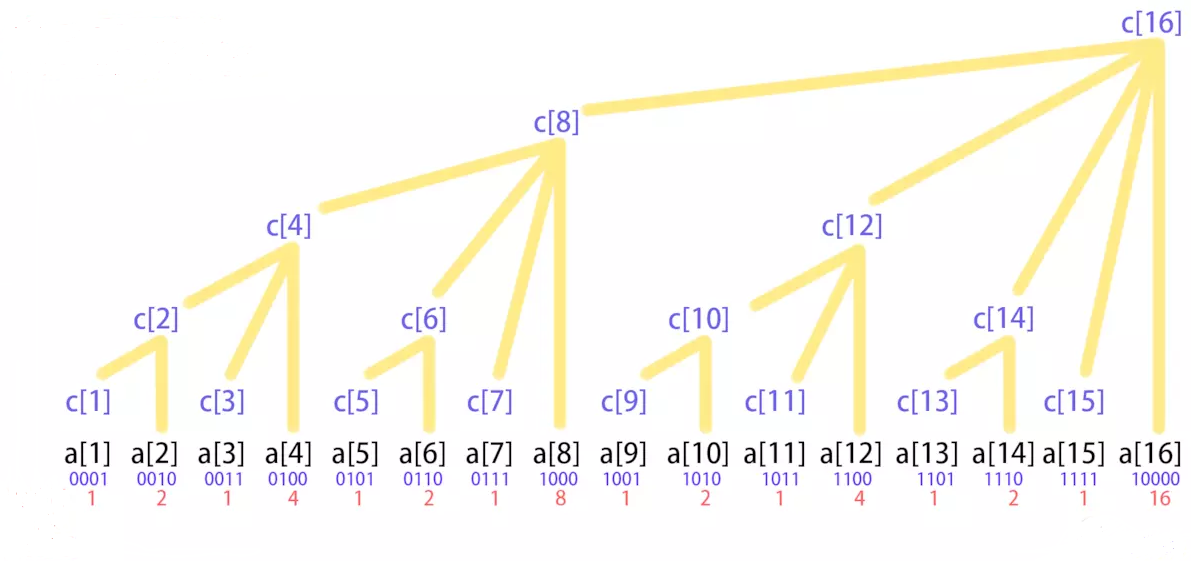 c[16]
c[8]
c[4] c[12]
c[2] c[6] c[10] c[14]
c[1] c[3] c[5] c[7] c[9] c[11] c[13] c[15]
a[1] a[2] a[3] a[4] a[5] a[6] a[7] a[8] a[9] a[10] a[11] a[12] a[13] a[14] a[15] a[16]
0001 0010 0011 0100 0101 0110 0111 1000 1001 1010 1011 1100 1101 1110 1111 10000
1 2 1 4 1 2 1 8 1 2 1 4 1 2 1 16